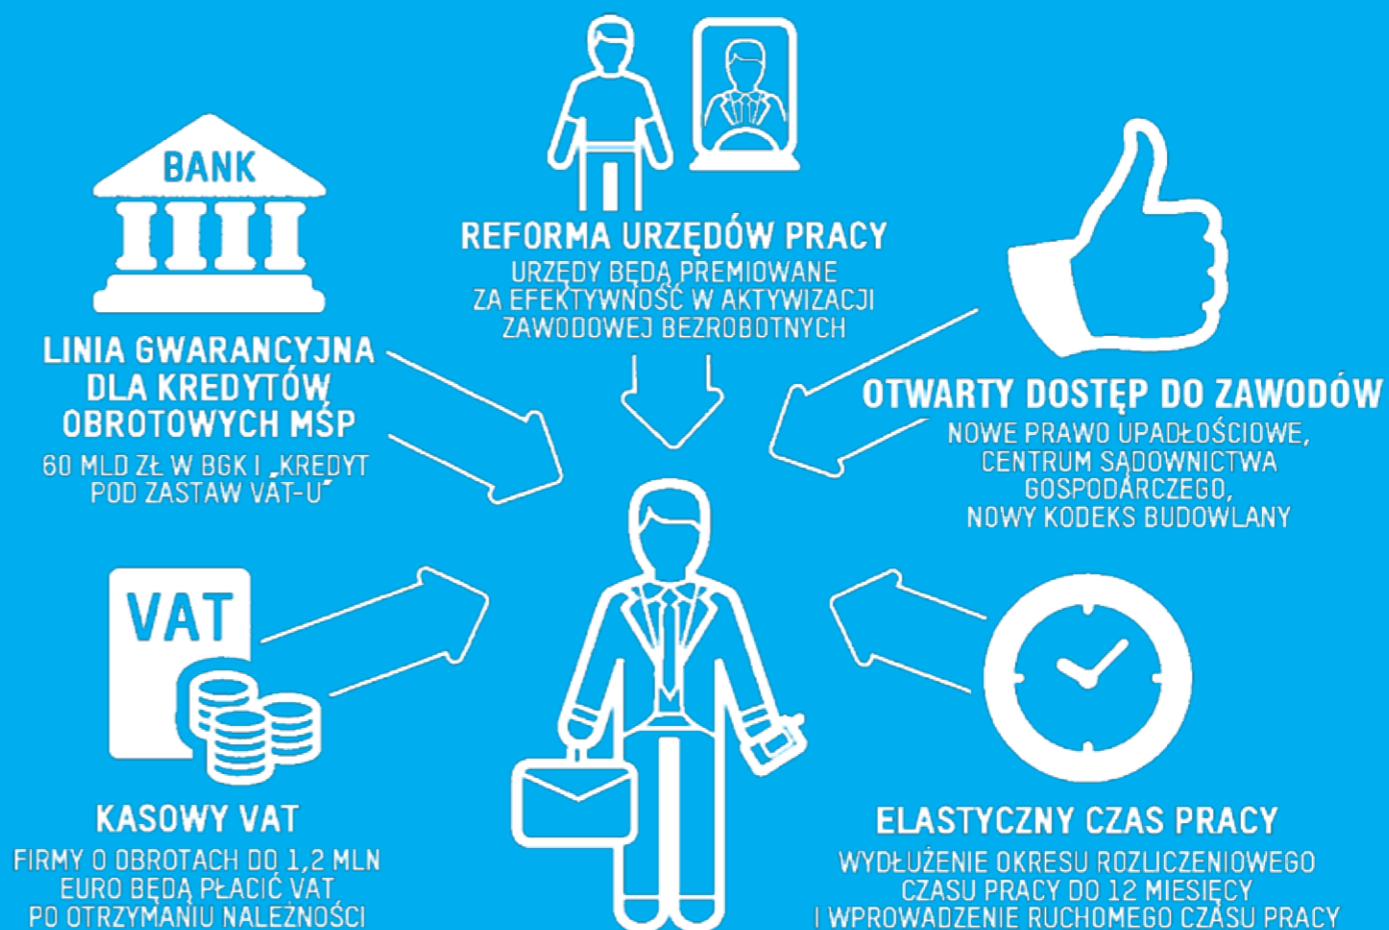 BANK
LINIA GWARANCYJNA
DLA KREDYTÓW
OBROTOWYCH MŚP
60 MLD ZŁ W BGK I „KREDYT
POD ZASTAW VAT-U"
REFORMA URZĘDÓW PRACY
URZĘDY BĘDĄ PREMIOWANE
ZA EFEKTYWNOŚĆ W AKTYWIZACJI
ZAWODOWEJ BEZROBOTNYCH
OTWARTY DOSTĘP DO ZAWODÓW
NOWE PRAWO UPADŁOŚCIOWE,
CENTRUM SĄDOWNICTWA
GOSPODARCZEGO,
NOWY KODEKS BUDOWLANY
VAT
KASOWY VAT
FIRMY O OBROTACH DO 1,2 MLN
EURO BĘDĄ PŁACIĆ VAT
PO OTRZYMANIU NALEŻNOŚCI
ELASTYCZNY CZAS PRACY
WYDŁUŻENIE OKRESU ROZLICZENIOWEGO
CZASU PRACY DO 12 MIESIĘCY
I WPROWADZENIE RUCHOMEGO CZASU PRACY